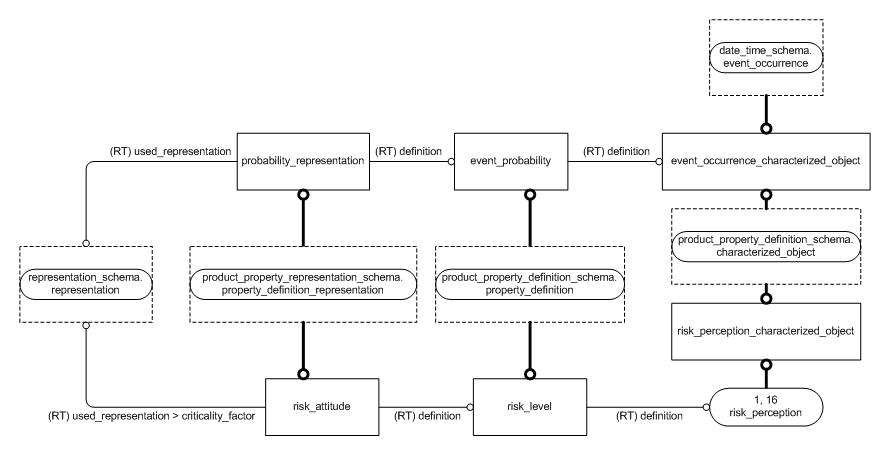 date_time_schema.
event_occurrence
(RT) used_representation
probability_representation
(RT) definition
event_probability
(RT) definition
event_occurrence_characterized_object
representation_schema.
representation
product_property_representation_schema.
property_definition_representation
product_property_definition_schema.
property_definition
product_property_definition_schema.
characterized_object
risk_perception_characterized_object
(RT) used_representation > criticality_factor
risk_attitude
(RT) definition
risk_level
(RT) definition
1, 16
risk_perception